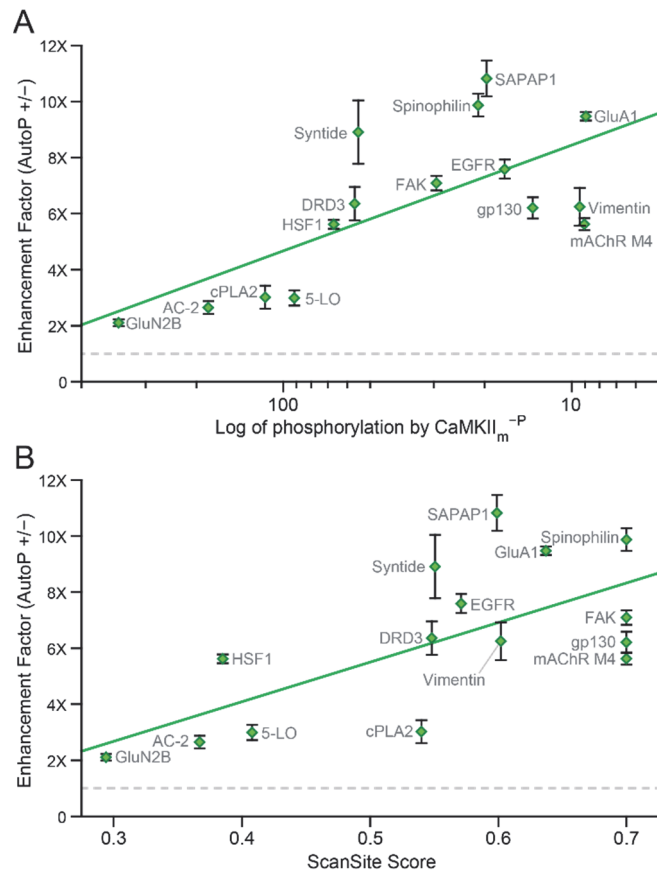 A
12X
10X
8X
6X
4X
2X
0
Enhancement Factor (AutoP +/−)
SAPAP1
Spinophilin
GluA1
Syntide
EGFR
FAK
DRD3
gp130
Vimentin
HSF1
mAChR M4
cPLA2
5-LO
AC-2
GluN2B
100
10
Log of phosphorylation by CaMKIIm−P
B
12X
10X
8X
6X
4X
2X
0
Enhancement Factor (AutoP +/−)
SAPAP1
Spinophilin
GluA1
Syntide
EGFR
FAK
DRD3
gp130
HSF1
mAChR M4
Vimentin
cPLA2
5-LO
AC-2
GluN2B
0.3
0.4
0.5
0.6
0.7
ScanSite Score